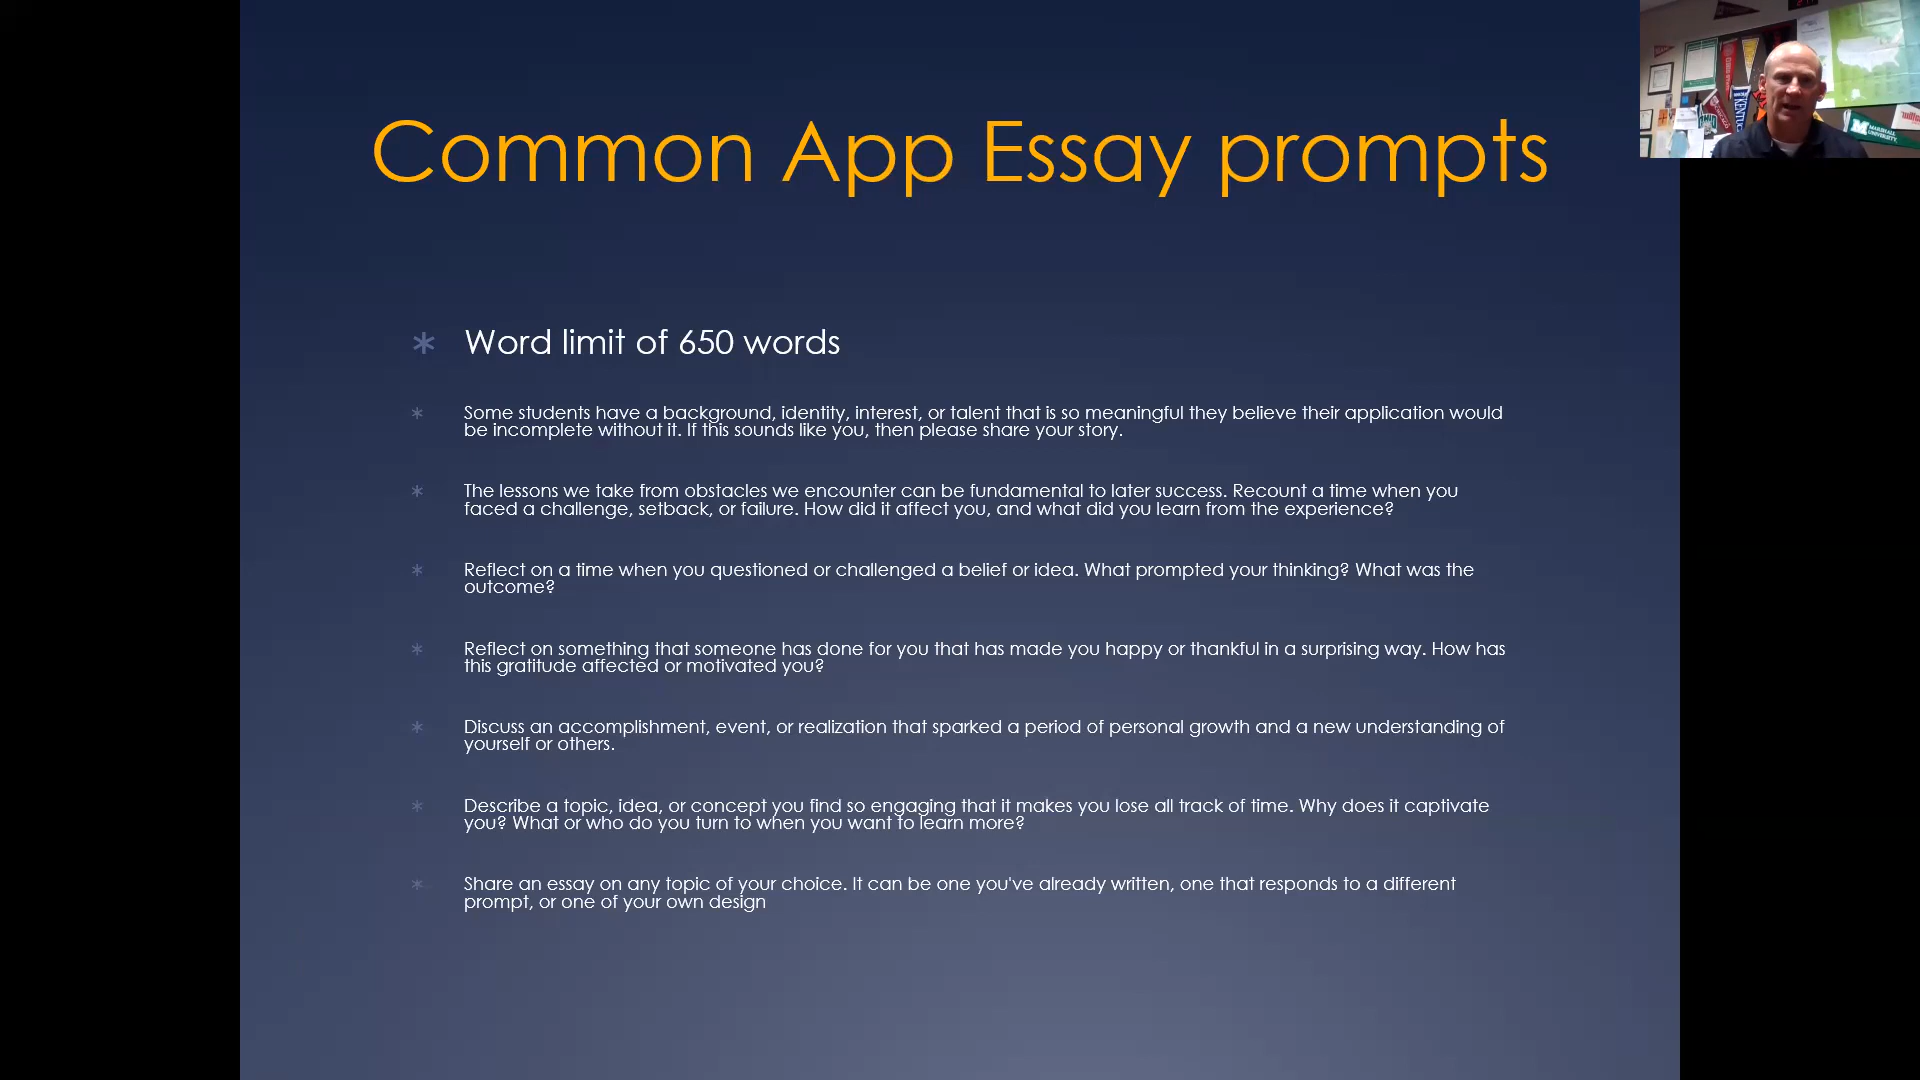 Common App Essay prompts
Word limit of 650 words
Some students have a background, identity, interest, or talent that is so meaningful they believe their application would
be incomplete without it. If this sounds like you, then please share your story.
The lessons we take from obstacles we encounter can be fundamental to later success. Recount a time when you
faced a challenge, setback, or failure. How did it affect you, and what did you learn from the experience?
Reflect on a time when you questioned or challenged a belief or idea. What prompted your thinking? What was the
outcome?
Reflect on something that someone has done for you that has made you happy or thankful in a surprising way. How has
this gratitude affected or motivated you?
Discuss an accomplishment, event, or realization that sparked a period of personal growth and a new understanding of
yourself or others.
Describe a topic, idea, or concept you find so engaging that it makes you lose all track of time. Why does it captivate
you? What or who do you turn to when you want to learn more?
Share an essay on any topic of your choice. It can be one you've already written, one that responds to a different
prompt, or one of your own design
MARSHALL
UNIVERSITY